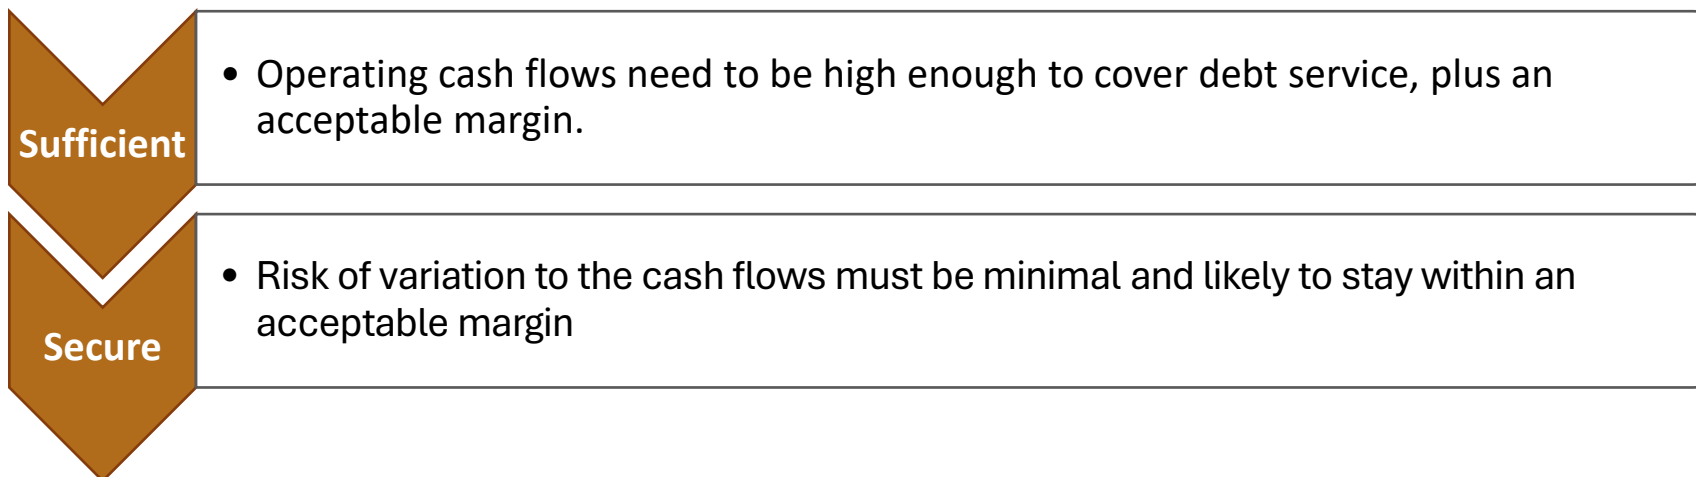 Sufficient
• Operating cash flows need to be high enough to cover debt service, plus an
acceptable margin.
Secure
• Risk of variation to the cash flows must be minimal and likely to stay within an
acceptable margin